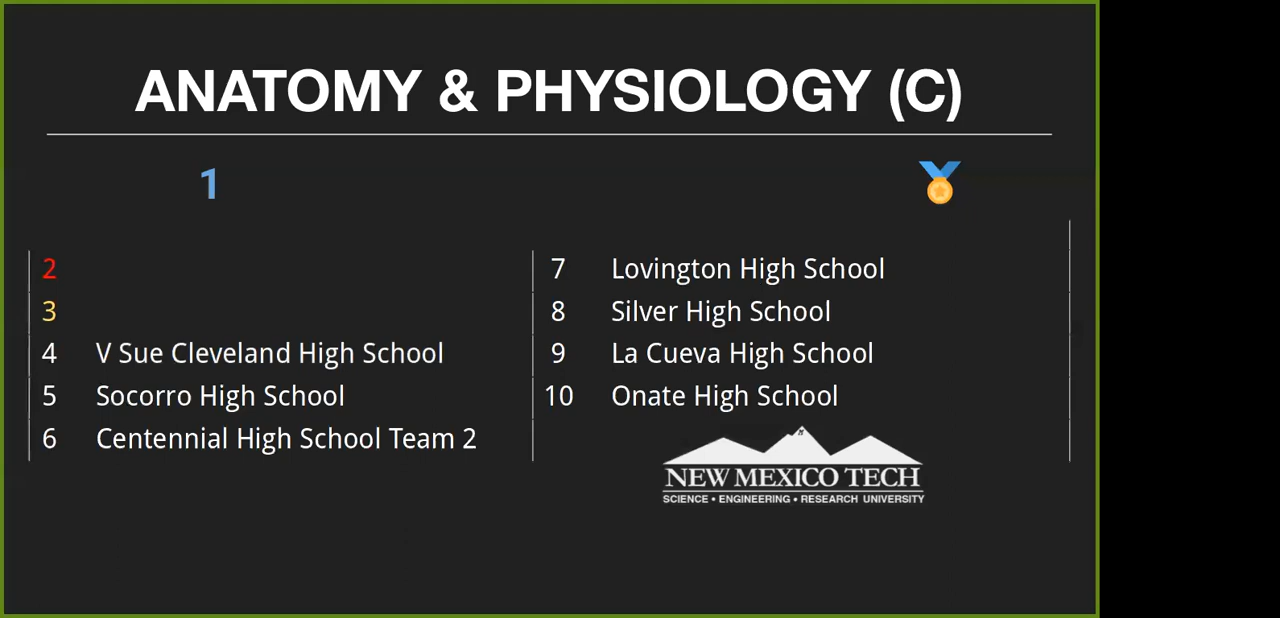 ANATOMY & PHYSIOLOGY (C)
1
2
3
4 V Sue Cleveland High School
5 Socorro High School
6 Centennial High School Team 2
7 Lovington High School
8 Silver High School
9 La Cueva High School
10 Onate High School
NEW MEXICO TECH
SCIENCE • ENGINEERING • RESEARCH UNIVERSITY